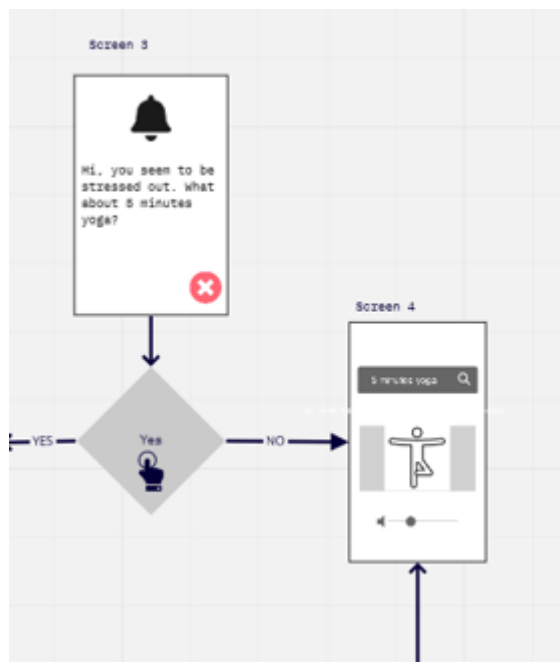 Screen 3
Hi, you seem to be
stressed out. What
about 5 minutes
yoga?
Screen 4
5 minutes yoga
YES
Yes
NO